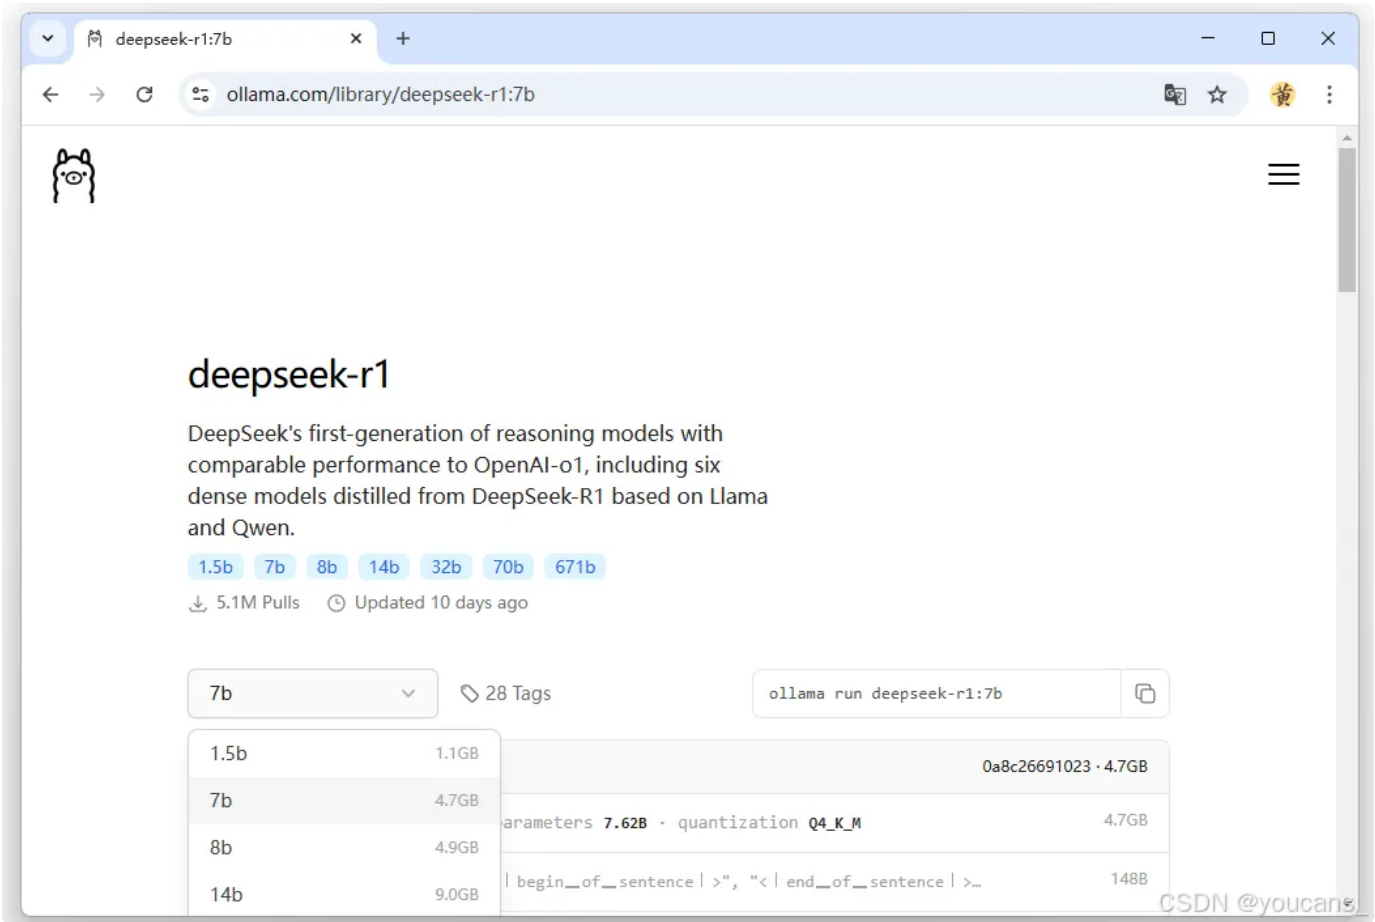 deepseek-r1:7b
ollama.com/library/deepseek-r1:7b
黄
deepseek-r1
DeepSeek's first-generation of reasoning models with
comparable performance to OpenAI-o1, including six
dense models distilled from DeepSeek-R1 based on Llama
and Qwen.
1.5b 7b 8b 14b 32b 70b 671b
5.1M Pulls Updated 10 days ago
7b 28 Tags ollama run deepseek-r1:7b
1.5b 1.1GB
0a8c26691023 · 4.7GB
7b 4.7GB
arameters 7.62B · quantization Q4_K_M 4.7GB
8b 4.9GB
|begin__of__sentence|>", "<|end__of__sentence|>… 148B
14b 9.0GB
CSDN @youcans_